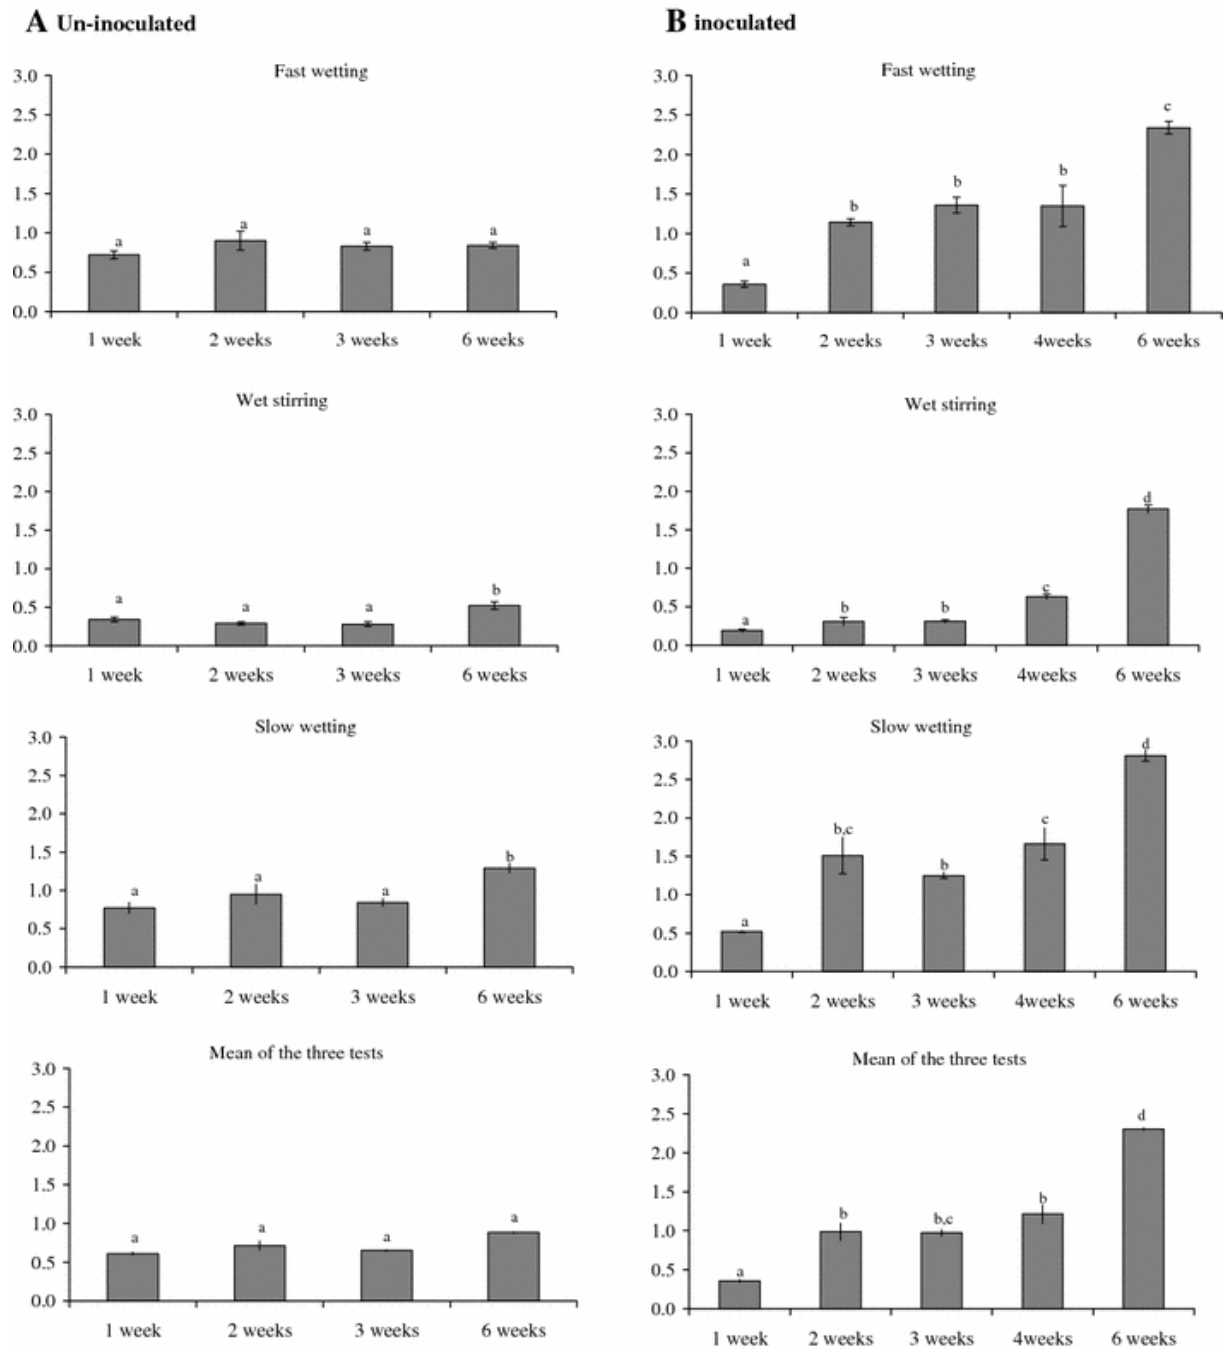 A Un-inoculated
Fast wetting
3.0
2.5
2.0
1.5
1.0
0.5
0.0
a
a
a
a
1 week 2 weeks 3 weeks 6 weeks
Wet stirring
3.0
2.5
2.0
1.5
1.0
0.5
0.0
a
a
a
b
1 week 2 weeks 3 weeks 6 weeks
Slow wetting
3.0
2.5
2.0
1.5
1.0
0.5
0.0
a
a
a
b
1 week 2 weeks 3 weeks 6 weeks
Mean of the three tests
3.0
2.5
2.0
1.5
1.0
0.5
0.0
a
a
a
a
1 week 2 weeks 3 weeks 6 weeks
B inoculated
Fast wetting
3.0
2.5
2.0
1.5
1.0
0.5
0.0
a
b
b
b
c
1 week 2 weeks 3 weeks 4weeks 6 weeks
Wet stirring
3.0
2.5
2.0
1.5
1.0
0.5
0.0
a
b
b
c
d
1 week 2 weeks 3 weeks 4weeks 6 weeks
Slow wetting
3.0
2.5
2.0
1.5
1.0
0.5
0.0
a
b,c
b
c
d
1 week 2 weeks 3 weeks 4weeks 6 weeks
Mean of the three tests
3.0
2.5
2.0
1.5
1.0
0.5
0.0
a
b
b,c
b
d
1 week 2 weeks 3 weeks 4weeks 6 weeks